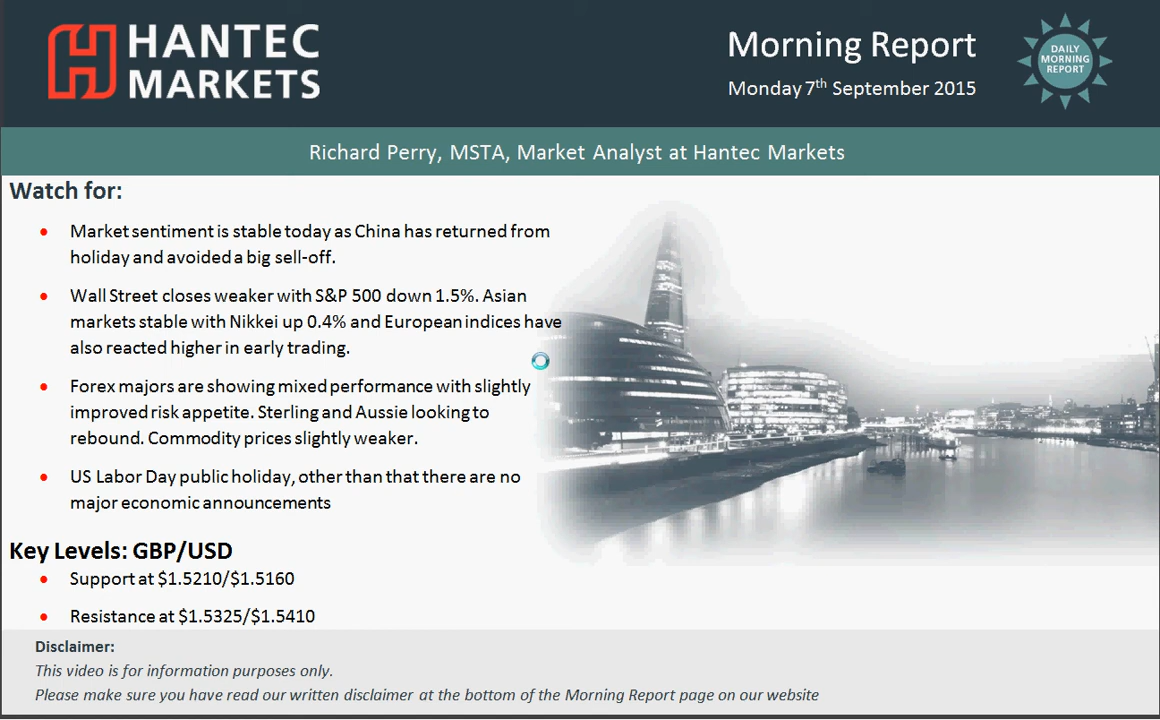 HANTEC
MARKETS
Morning Report
Monday 7th September 2015
DAILY
MORNING
REPORT
Richard Perry, MSTA, Market Analyst at Hantec Markets
Watch for:
• Market sentiment is stable today as China has returned from
holiday and avoided a big sell-off.
• Wall Street closes weaker with S&P 500 down 1.5%. Asian
markets stable with Nikkei up 0.4% and European indices have
also reacted higher in early trading.
• Forex majors are showing mixed performance with slightly
improved risk appetite. Sterling and Aussie looking to
rebound. Commodity prices slightly weaker.
• US Labor Day public holiday, other than that there are no
major economic announcements
Key Levels: GBP/USD
• Support at $1.5210/$1.5160
• Resistance at $1.5325/$1.5410
Disclaimer:
This video is for information purposes only.
Please make sure you have read our written disclaimer at the bottom of the Morning Report page on our website